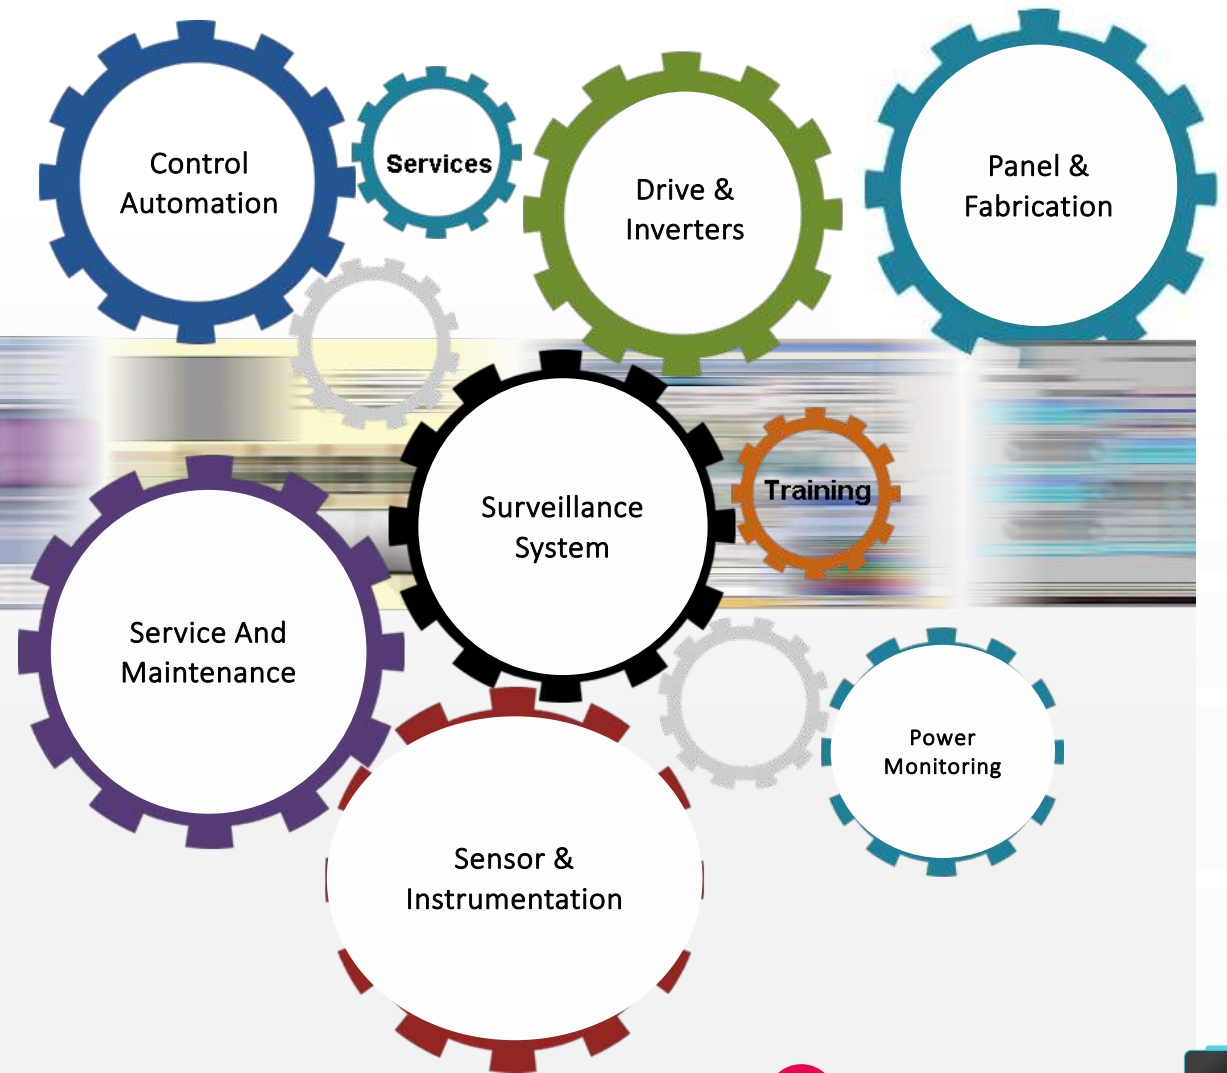 Control
Automation
Services
Drive &
Inverters
Panel &
Fabrication
Surveillance
System
Training
Service And
Maintenance
Power
Monitoring
Sensor &
Instrumentation